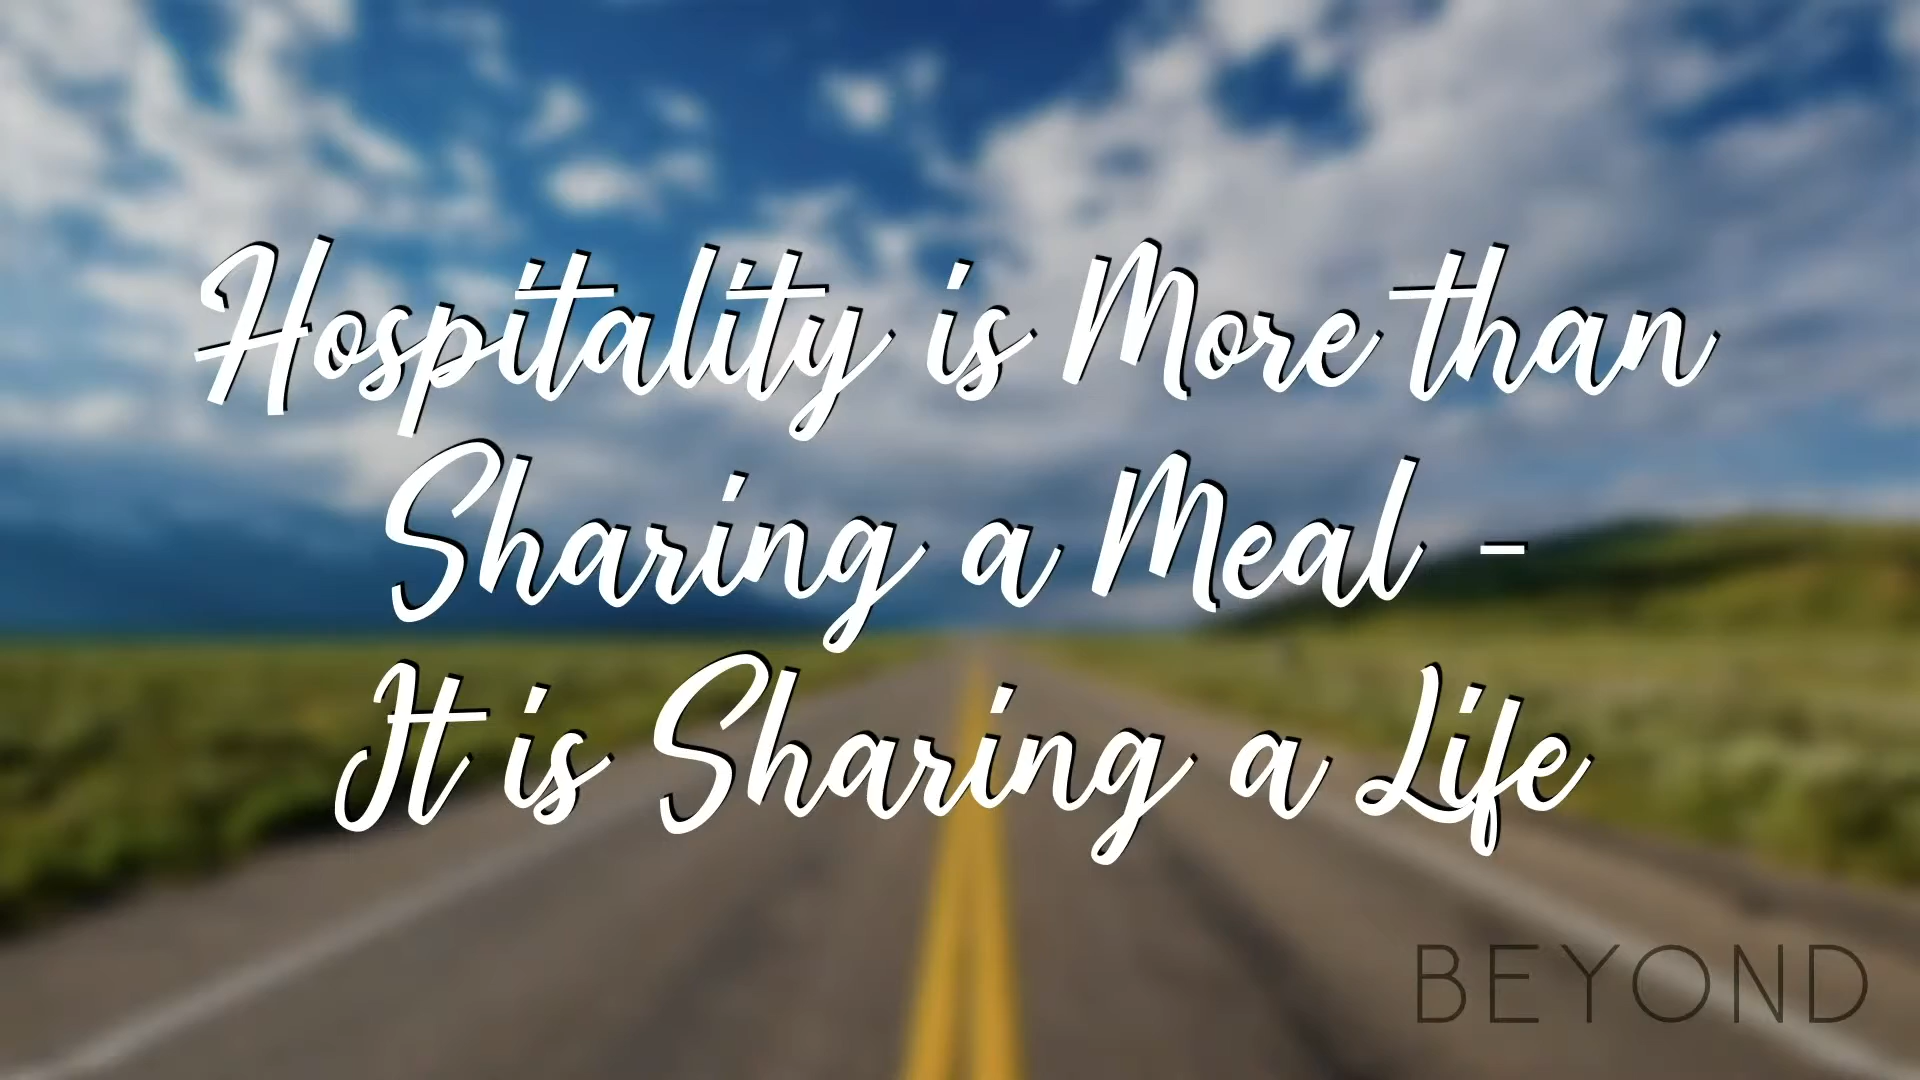 Hospitality is More than
Sharing a Meal -
It is Sharing a Life
BEYOND